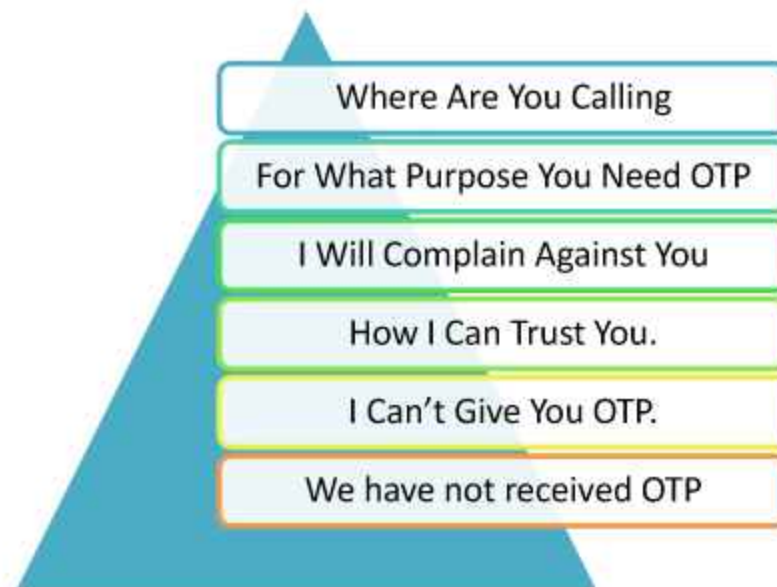 Where Are You Calling
For What Purpose You Need OTP
I Will Complain Against You
How I Can Trust You.
I Can't Give You OTP.
We have not received OTP